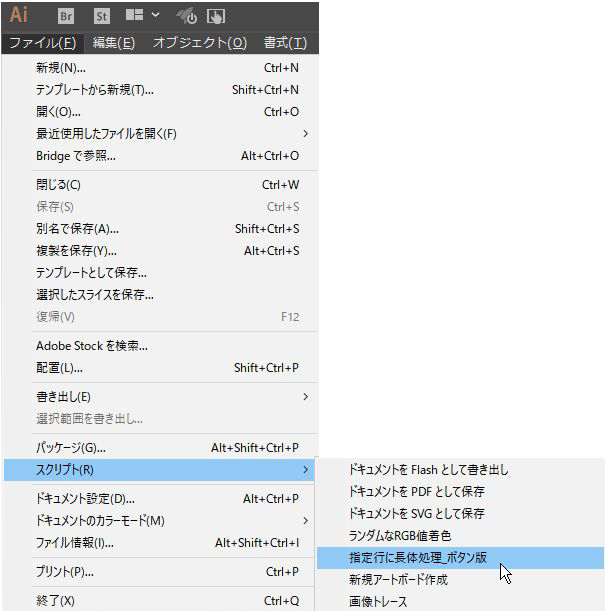 Ai Br St
ファイル(F) 編集(E) オブジェクト(O) 書式(T)
新規(N)... Ctrl+N
テンプレートから新規(T)... Shift+Ctrl+N
開く(O)... Ctrl+O
最近使用したファイルを開く(F)
Bridge で参照... Alt+Ctrl+O
閉じる(C) Ctrl+W
保存(S) Ctrl+S
別名で保存(A)... Shift+Ctrl+S
複製を保存(Y)... Alt+Ctrl+S
テンプレートとして保存...
選択したスライスを保存...
復帰(V) F12
Adobe Stock を検索...
配置(L)... Shift+Ctrl+P
書き出し(E)
選択範囲を書き出し...
パッケージ(G)... Alt+Shift+Ctrl+P
スクリプト(R)
ドキュメント設定(D)... Alt+Ctrl+P
ドキュメントのカラーモード(M)
ファイル情報(I)... Alt+Shift+Ctrl+I
プリント(P)... Ctrl+P
終了(X) Ctrl+Q
ドキュメントを Flash として書き出し
ドキュメントを PDF として保存
ドキュメントを SVG として保存
ランダムなRGB値着色
指定行に長体処理_ボタン版
新規アートボード作成
画像トレース